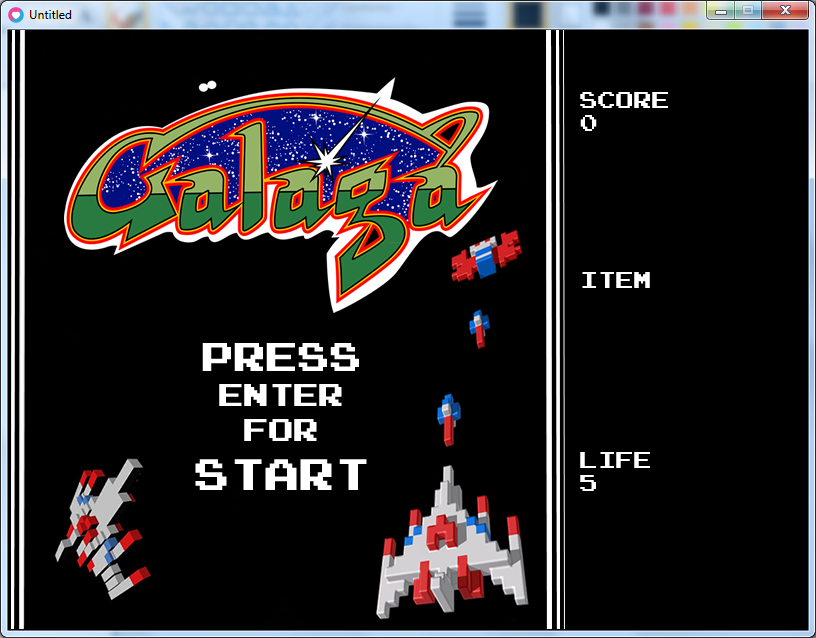 Untitled
Galaga
SCORE
0
ITEM
PRESS
ENTER
FOR
START
LIFE
5